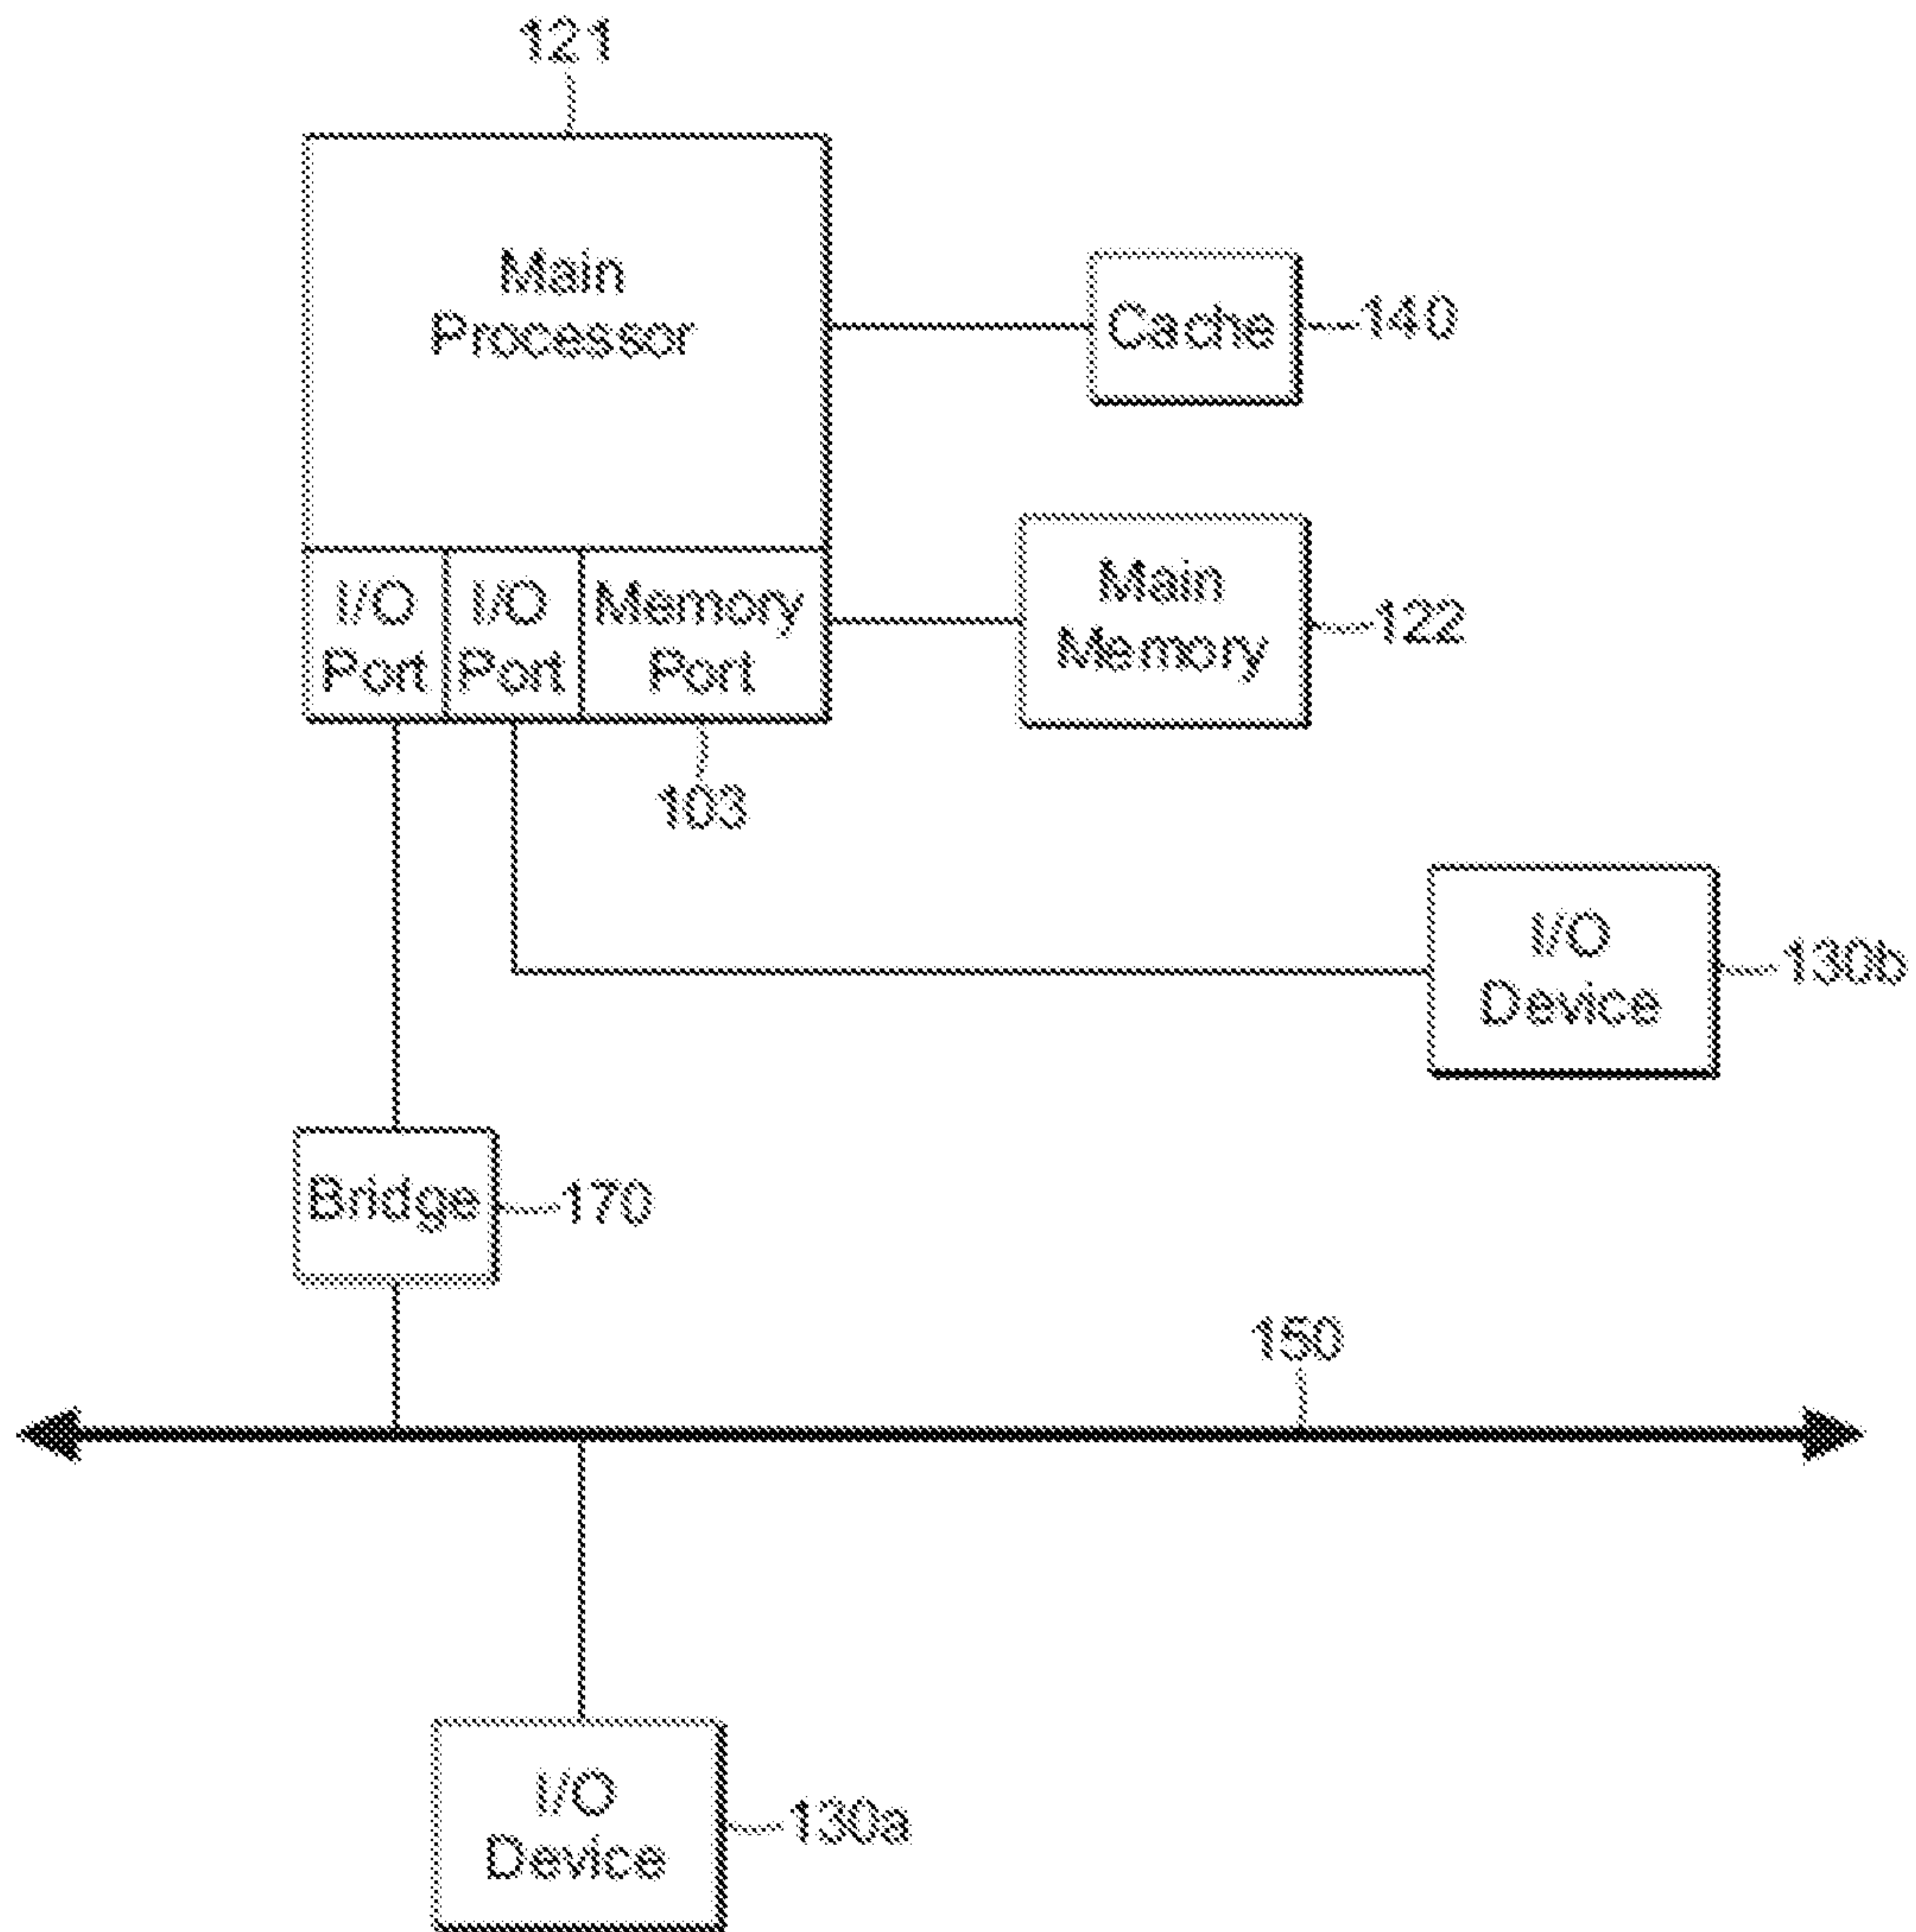 121
Main
Processor
Cache
140
I/O
Port
I/O
Port
Memory
Port
Main
Memory
122
103
I/O
Device
130b
Bridge
170
150
I/O
Device
130a